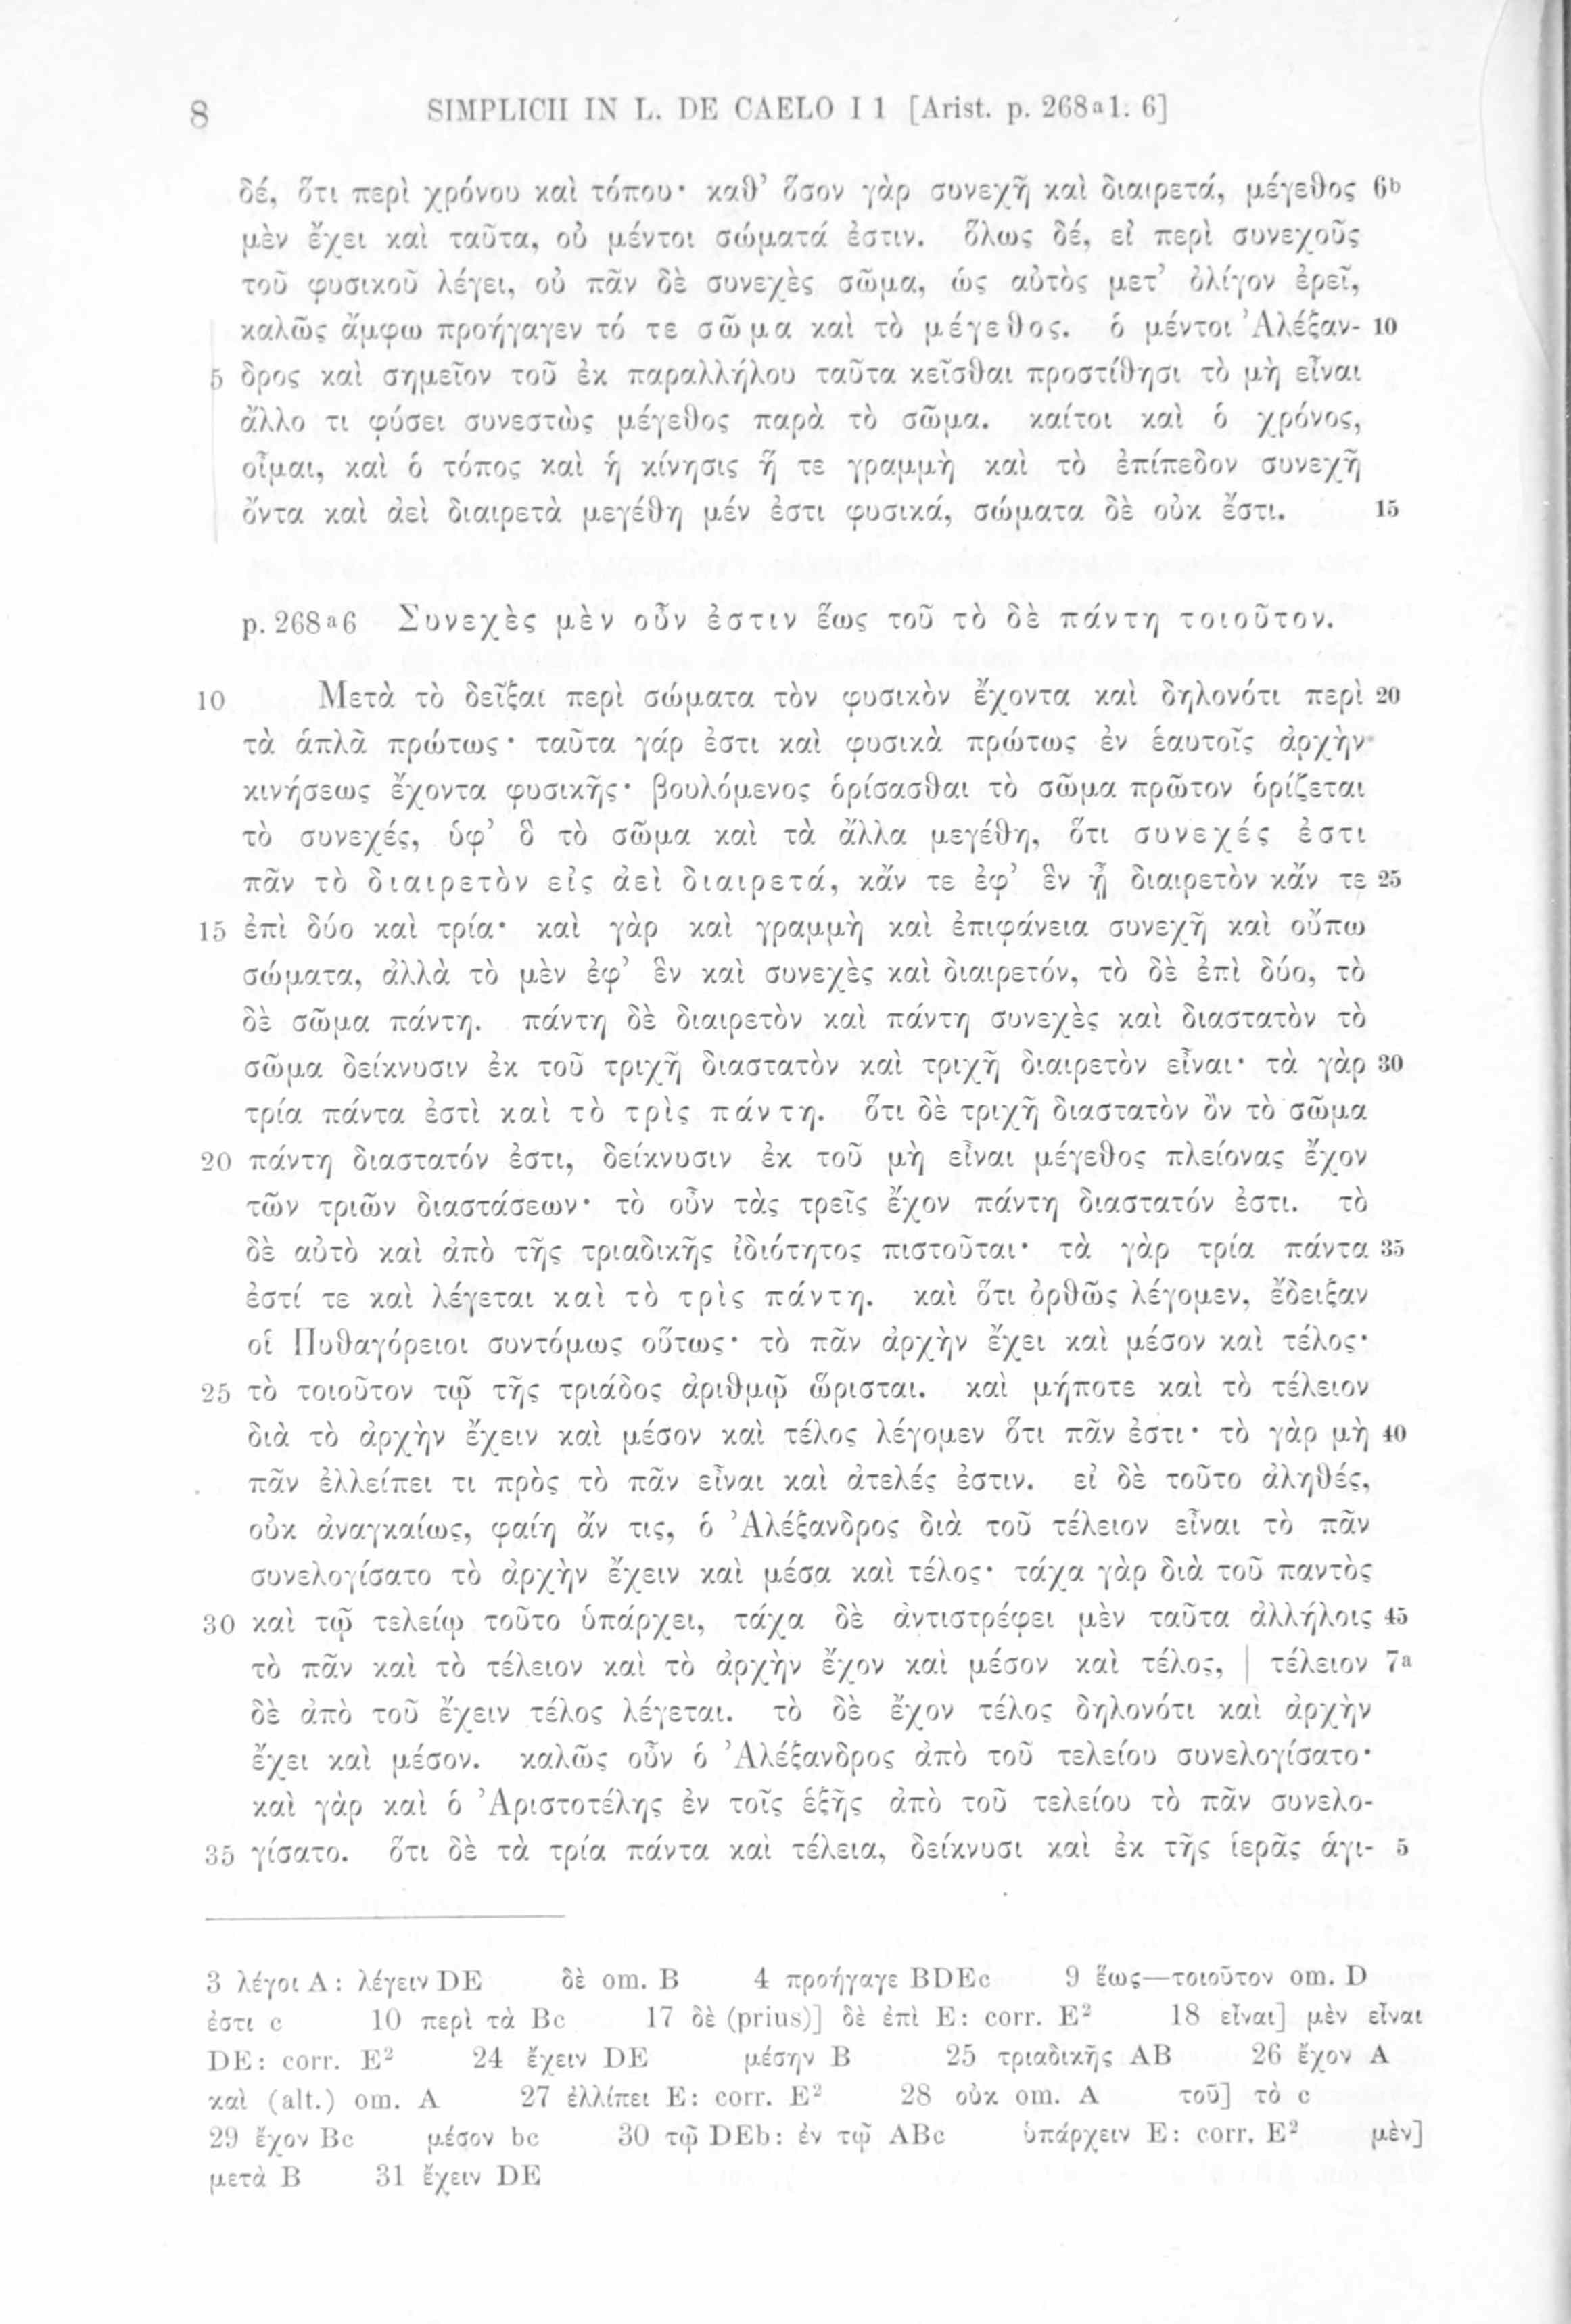 8 SIMPLICII IN L. DE CAELO I 1 [Arist. p. 268a1. 6]
δέ, ὅτι περὶ χρόνου καὶ τόπου· καθ’ ὅσον γὰρ συνεχῆ καὶ διαιρετά, μέγεθος 6b
μὲν ἔχει καὶ ταῦτα, οὐ μέντοι σώματά ἐστιν. ὅλως δέ, εἰ περὶ συνεχοῦς
τοῦ φυσικοῦ λέγει, οὐ πᾶν δὲ συνεχὲς σῶμα, ὡς αὐτὸς μετ’ ὀλίγον ἐρεῖ,
καλῶς ἄμφω προήγαγεν τό τε σῶμα καὶ τὸ μέγεθος. ὁ μέντοι Ἀλέξαν- 10
5 δρος καὶ σημεῖον τοῦ ἐκ παραλλήλου ταῦτα κεῖσθαι προστίθησι τὸ μὴ εἶναι
ἄλλο τι φύσει συνεστὼς μέγεθος παρὰ τὸ σῶμα. καίτοι καὶ ὁ χρόνος,
οἶμαι, καὶ ὁ τόπος καὶ ἡ κίνησις ἥ τε γραμμὴ καὶ τὸ ἐπίπεδον συνεχῆ
ὄντα καὶ ἀεὶ διαιρετὰ μεγέθη μέν ἐστι φυσικά, σώματα δὲ οὐκ ἔστι. 15
p. 268a6 Συνεχὲς μὲν οὖν ἐστιν ἕως τοῦ τὸ δὲ πάντη τοιοῦτον.
10 Μετὰ τὸ δεῖξαι περὶ σώματα τὸν φυσικὸν ἔχοντα καὶ δηλονότι περὶ 20
τὰ ἁπλᾶ πρώτως· ταῦτα γάρ ἐστι καὶ φυσικὰ πρώτως ἐν ἑαυτοῖς ἀρχὴν
κινήσεως ἔχοντα φυσικῆς· βουλόμενος ὁρίσασθαι τὸ σῶμα πρῶτον ὁρίζεται
τὸ συνεχές, ὑφ’ ὃ τὸ σῶμα καὶ τὰ ἄλλα μεγέθη, ὅτι συνεχές ἐστι
πᾶν τὸ διαιρετὸν εἰς ἀεὶ διαιρετά, κἄν τε ἐφ’ ἓν ᾖ διαιρετὸν κἄν τε 25
15 ἐπὶ δύο καὶ τρία· καὶ γὰρ καὶ γραμμὴ καὶ ἐπιφάνεια συνεχῆ καὶ οὔπω
σώματα, ἀλλὰ τὸ μὲν ἐφ’ ἓν καὶ συνεχὲς καὶ διαιρετόν, τὸ δὲ ἐπὶ δύο, τὸ
δὲ σῶμα πάντη. πάντη δὲ διαιρετὸν καὶ πάντη συνεχὲς καὶ διαστατὸν τὸ
σῶμα δείκνυσιν ἐκ τοῦ τριχῆ διαστατὸν καὶ τριχῆ διαιρετὸν εἶναι· τὰ γὰρ 30
τρία πάντα ἐστὶ καὶ τὸ τρὶς πάντη. ὅτι δὲ τριχῆ διαστατὸν ὂν τὸ σῶμα
20 πάντη διαστατόν ἐστι, δείκνυσιν ἐκ τοῦ μὴ εἶναι μέγεθος πλείονας ἔχον
τῶν τριῶν διαστάσεων· τὸ οὖν τὰς τρεῖς ἔχον πάντη διαστατόν ἐστι. τὸ
δὲ αὐτὸ καὶ ἀπὸ τῆς τριαδικῆς ἰδιότητος πιστοῦται· τὰ γὰρ τρία πάντα 35
ἐστί τε καὶ λέγεται καὶ τὸ τρὶς πάντη. καὶ ὅτι ὀρθῶς λέγομεν, ἔδειξαν
οἱ Πυθαγόρειοι συντόμως οὕτως· τὸ πᾶν ἀρχὴν ἔχει καὶ μέσον καὶ τέλος·
25 τὸ τοιοῦτον τῷ τῆς τριάδος ἀριθμῷ ὥρισται. καὶ μήποτε καὶ τὸ τέλειον
διὰ τὸ ἀρχὴν ἔχειν καὶ μέσον καὶ τέλος λέγομεν ὅτι πᾶν ἐστι· τὸ γὰρ μὴ 40
πᾶν ἐλλείπει τι πρὸς τὸ πᾶν εἶναι καὶ ἀτελές ἐστιν. εἰ δὲ τοῦτο ἀληθές,
οὐκ ἀναγκαίως, φαίη ἄν τις, ὁ Ἀλέξανδρος διὰ τοῦ τέλειον εἶναι τὸ πᾶν
συνελογίσατο τὸ ἀρχὴν ἔχειν καὶ μέσα καὶ τέλος· τάχα γὰρ διὰ τοῦ παντὸς
30 καὶ τῷ τελείῳ τοῦτο ὑπάρχει, τάχα δὲ ἀντιστρέφει μὲν ταῦτα ἀλλήλοις 45
τὸ πᾶν καὶ τὸ τέλειον καὶ τὸ ἀρχὴν ἔχον καὶ μέσον καὶ τέλος, | τέλειον 7a
δὲ ἀπὸ τοῦ ἔχειν τέλος λέγεται. τὸ δὲ ἔχον τέλος δηλονότι καὶ ἀρχὴν
ἔχει καὶ μέσον. καλῶς οὖν ὁ Ἀλέξανδρος ἀπὸ τοῦ τελείου συνελογίσατο·
καὶ γὰρ καὶ ὁ Ἀριστοτέλης ἐν τοῖς ἑξῆς ἀπὸ τοῦ τελείου τὸ πᾶν συνελο-
35 γίσατο. ὅτι δὲ τὰ τρία πάντα καὶ τέλεια, δείκνυσι καὶ ἐκ τῆς ἱερᾶς ἁγι- 5
3 λέγοι A: λέγειν DE δὲ om. B 4 προήγαγε BDEc 9 ἕως—τοιοῦτον om. D
ἐστι c 10 περὶ τὰ Bc 17 δὲ (prius)] δὲ ἐπὶ E: corr. E² 18 εἶναι] μὲν εἶναι
DE: corr. E² 24 ἔχειν DE μέσην B 25 τριαδικῆς AB 26 ἔχον A
καὶ (alt.) om. A 27 ἐλλίπει E: corr. E² 28 οὐκ om. A τοῦ] τὸ c
29 ἔχον Bc μέσον bc 30 τῷ DEb: ἐν τῷ ABc ὑπάρχειν E: corr. E² μὲν]
μετὰ B 31 ἔχειν DE